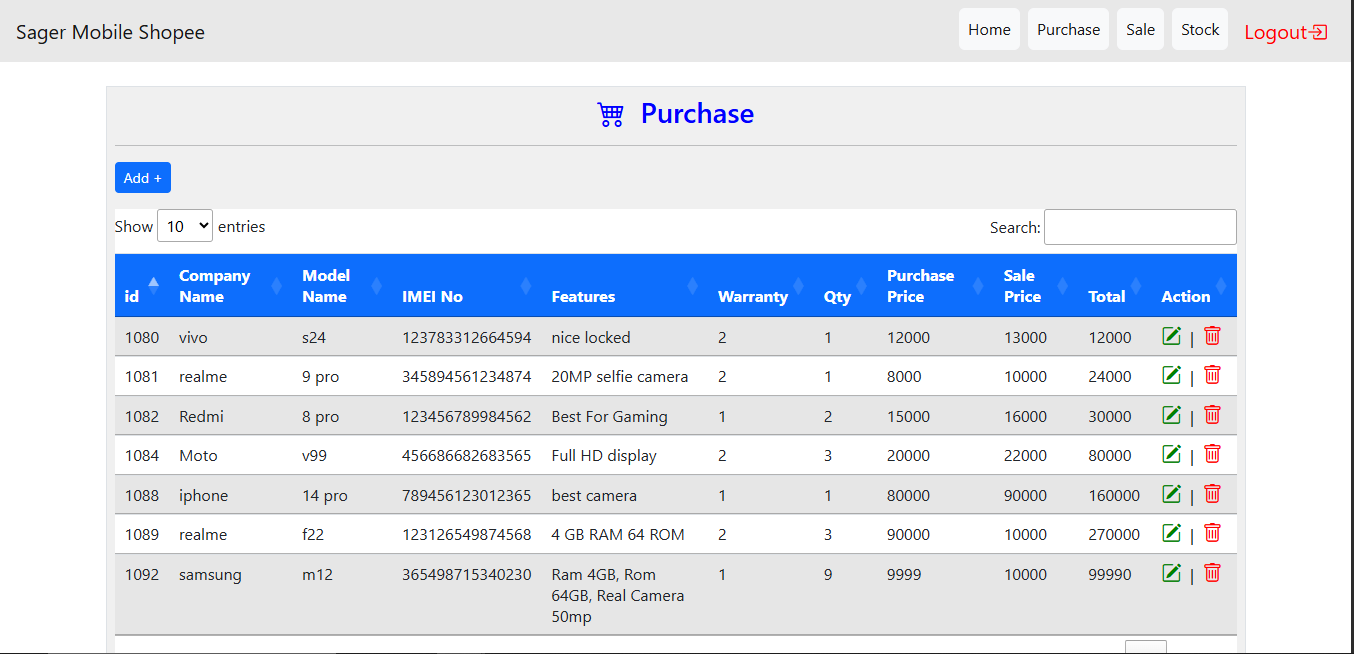 Sager Mobile Shopee Home Purchase Sale Stock Logout
Purchase
Add +
Show 10 entries Search:
id Company Name Model Name IMEI No Features Warranty Qty Purchase Price Sale Price Total Action
1080 vivo s24 123783312664594 nice locked 2 1 12000 13000 12000 |
1081 realme 9 pro 345894561234874 20MP selfie camera 2 1 8000 10000 24000 |
1082 Redmi 8 pro 123456789984562 Best For Gaming 1 2 15000 16000 30000 |
1084 Moto v99 456686682683565 Full HD display 2 3 20000 22000 80000 |
1088 iphone 14 pro 789456123012365 best camera 1 1 80000 90000 160000 |
1089 realme f22 123126549874568 4 GB RAM 64 ROM 2 3 90000 10000 270000 |
1092 samsung m12 365498715340230 Ram 4GB, Rom 1 9 9999 10000 99990 |
64GB, Real Camera
50mp